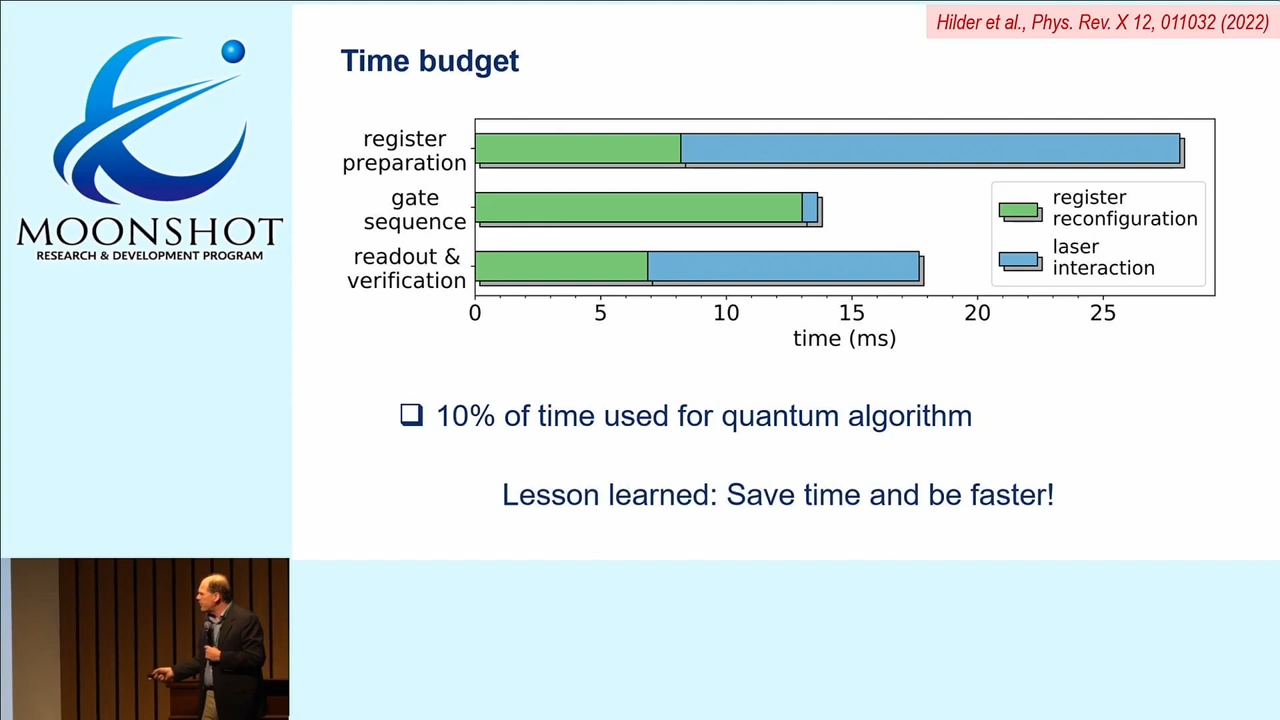 Hilder et al., Phys. Rev. X 12, 011032 (2022)
MOONSHOT
RESEARCH & DEVELOPMENT PROGRAM
Time budget
register
preparation
gate
sequence
readout &
verification
register
reconfiguration
laser
interaction
0 5 10 15 20 25
time (ms)
❑ 10% of time used for quantum algorithm
Lesson learned: Save time and be faster!